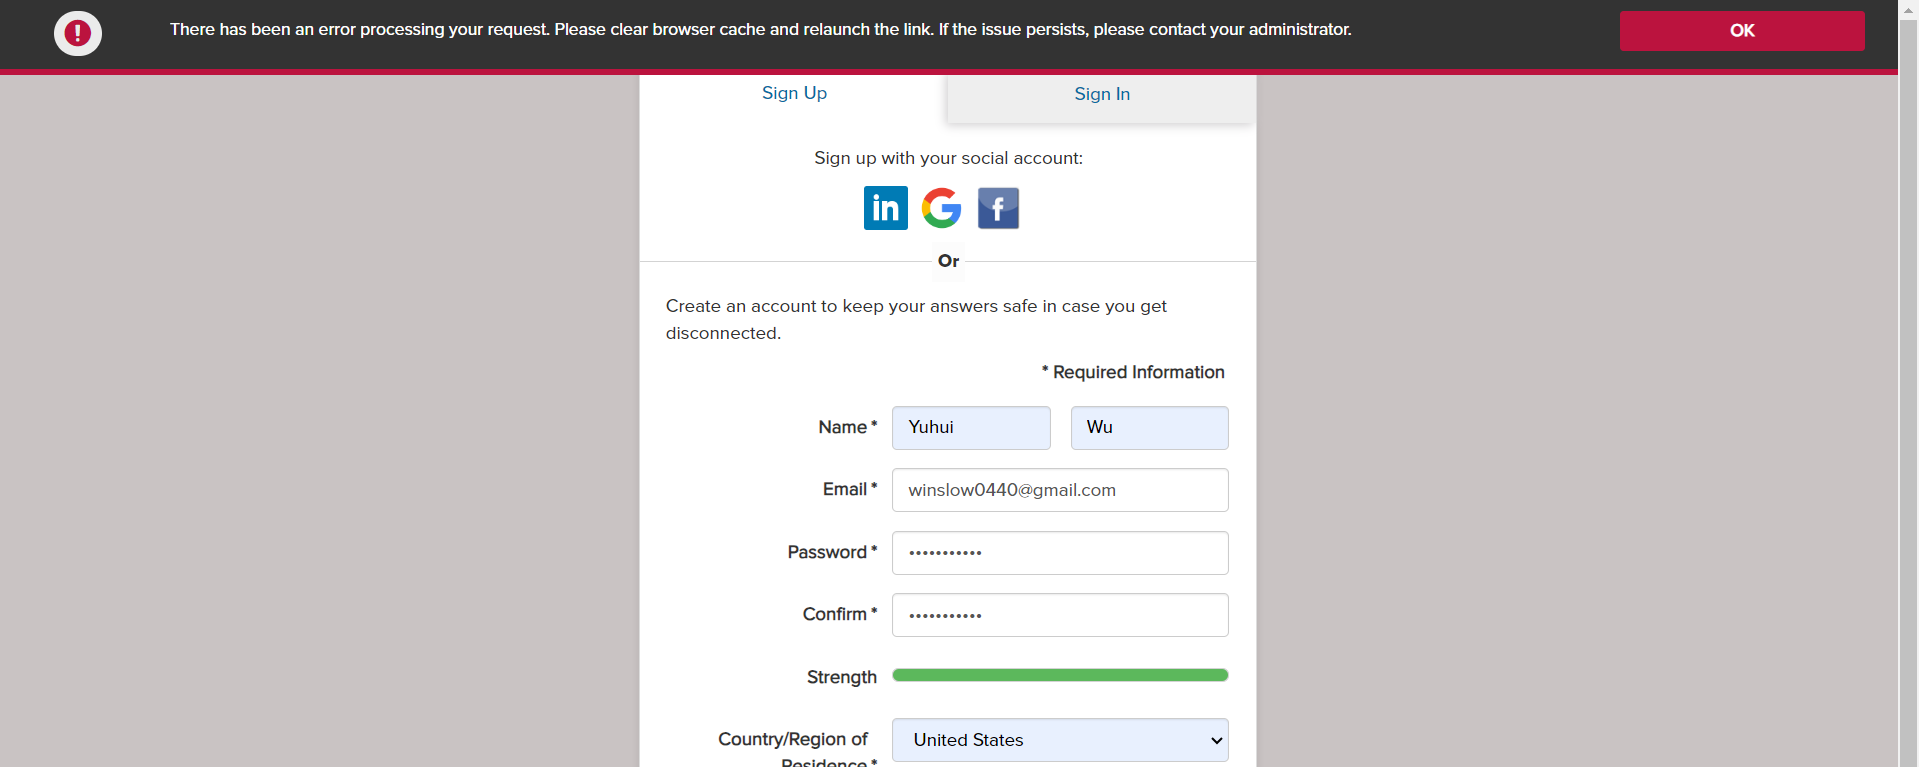 There has been an error processing your request. Please clear browser cache and relaunch the link. If the issue persists, please contact your administrator.
OK
Sign Up
Sign In
Sign up with your social account:
in
G
f
Or
Create an account to keep your answers safe in case you get
disconnected.
* Required Information
Name *
Yuhui
Wu
Email *
winslow0440@gmail.com
Password *
•••••••••••
Confirm *
•••••••••••
Strength
Country/Region of
Residence *
United States